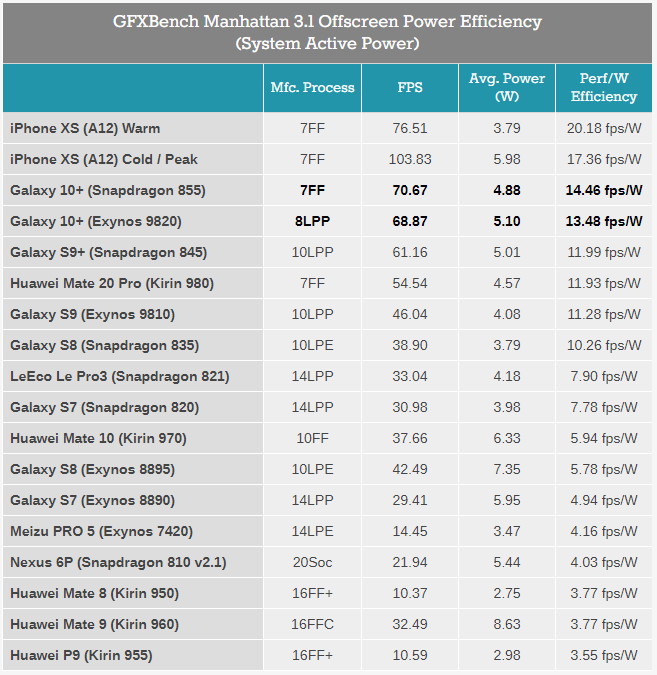 GFXBench Manhattan 3.1 Offscreen Power Efficiency
(System Active Power)
Mfc. Process FPS Avg. Power (W) Perf/W Efficiency
iPhone XS (A12) Warm 7FF 76.51 3.79 20.18 fps/W
iPhone XS (A12) Cold / Peak 7FF 103.83 5.98 17.36 fps/W
Galaxy 10+ (Snapdragon 855) 7FF 70.67 4.88 14.46 fps/W
Galaxy 10+ (Exynos 9820) 8LPP 68.87 5.10 13.48 fps/W
Galaxy S9+ (Snapdragon 845) 10LPP 61.16 5.01 11.99 fps/W
Huawei Mate 20 Pro (Kirin 980) 7FF 54.54 4.57 11.93 fps/W
Galaxy S9 (Exynos 9810) 10LPP 46.04 4.08 11.28 fps/W
Galaxy S8 (Snapdragon 835) 10LPE 38.90 3.79 10.26 fps/W
LeEco Le Pro3 (Snapdragon 821) 14LPP 33.04 4.18 7.90 fps/W
Galaxy S7 (Snapdragon 820) 14LPP 30.98 3.98 7.78 fps/W
Huawei Mate 10 (Kirin 970) 10FF 37.66 6.33 5.94 fps/W
Galaxy S8 (Exynos 8895) 10LPE 42.49 7.35 5.78 fps/W
Galaxy S7 (Exynos 8890) 14LPP 29.41 5.95 4.94 fps/W
Meizu PRO 5 (Exynos 7420) 14LPE 14.45 3.47 4.16 fps/W
Nexus 6P (Snapdragon 810 v2.1) 20Soc 21.94 5.44 4.03 fps/W
Huawei Mate 8 (Kirin 950) 16FF+ 10.37 2.75 3.77 fps/W
Huawei Mate 9 (Kirin 960) 16FFC 32.49 8.63 3.77 fps/W
Huawei P9 (Kirin 955) 16FF+ 10.59 2.98 3.55 fps/W